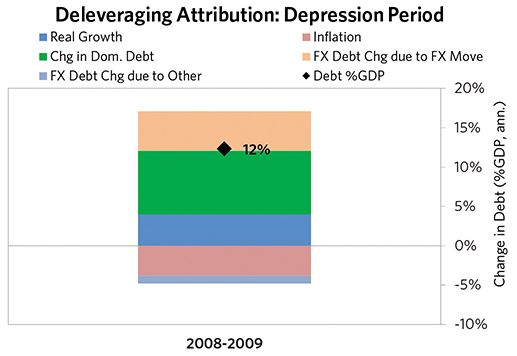 Deleveraging Attribution: Depression Period
Real Growth
Inflation
Chg in Dom. Debt
FX Debt Chg due to FX Move
FX Debt Chg due to Other
Debt %GDP
20%
15%
10%
5%
0%
-5%
-10%
Change in Debt (%GDP, ann.)
12%
2008-2009